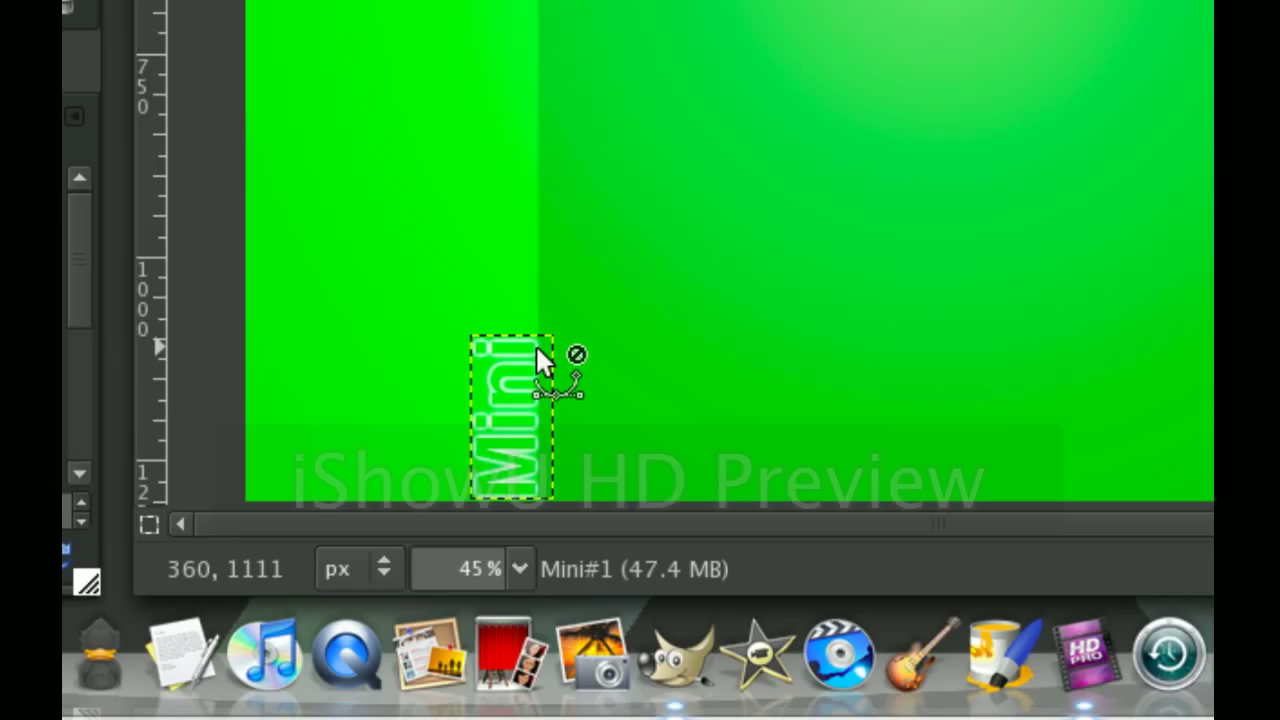 750
1000
12
Mini
iShowU HD Preview
360, 1111
px
45 %
Mini#1 (47.4 MB)
HD
PRO